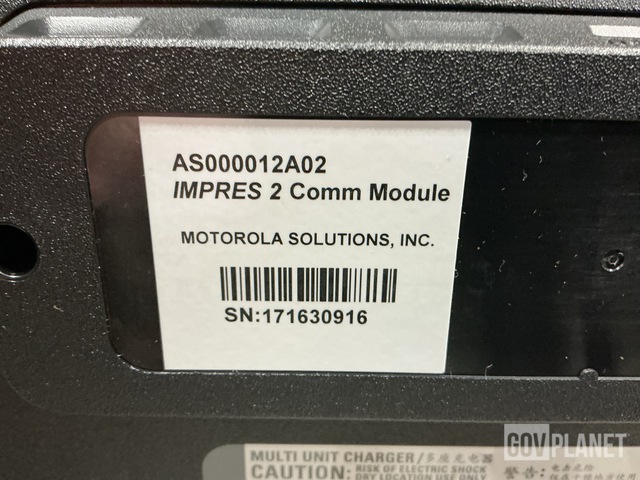 AS000012A02
IMPRES 2 Comm Module
MOTOROLA SOLUTIONS, INC.
SN:171630916
MULTI UNIT CHARGER/多座充电器
CAUTION: RISK OF ELECTRIC SHOCK
DRY LOCATION USE ONLY
警告:
GOVPLANET